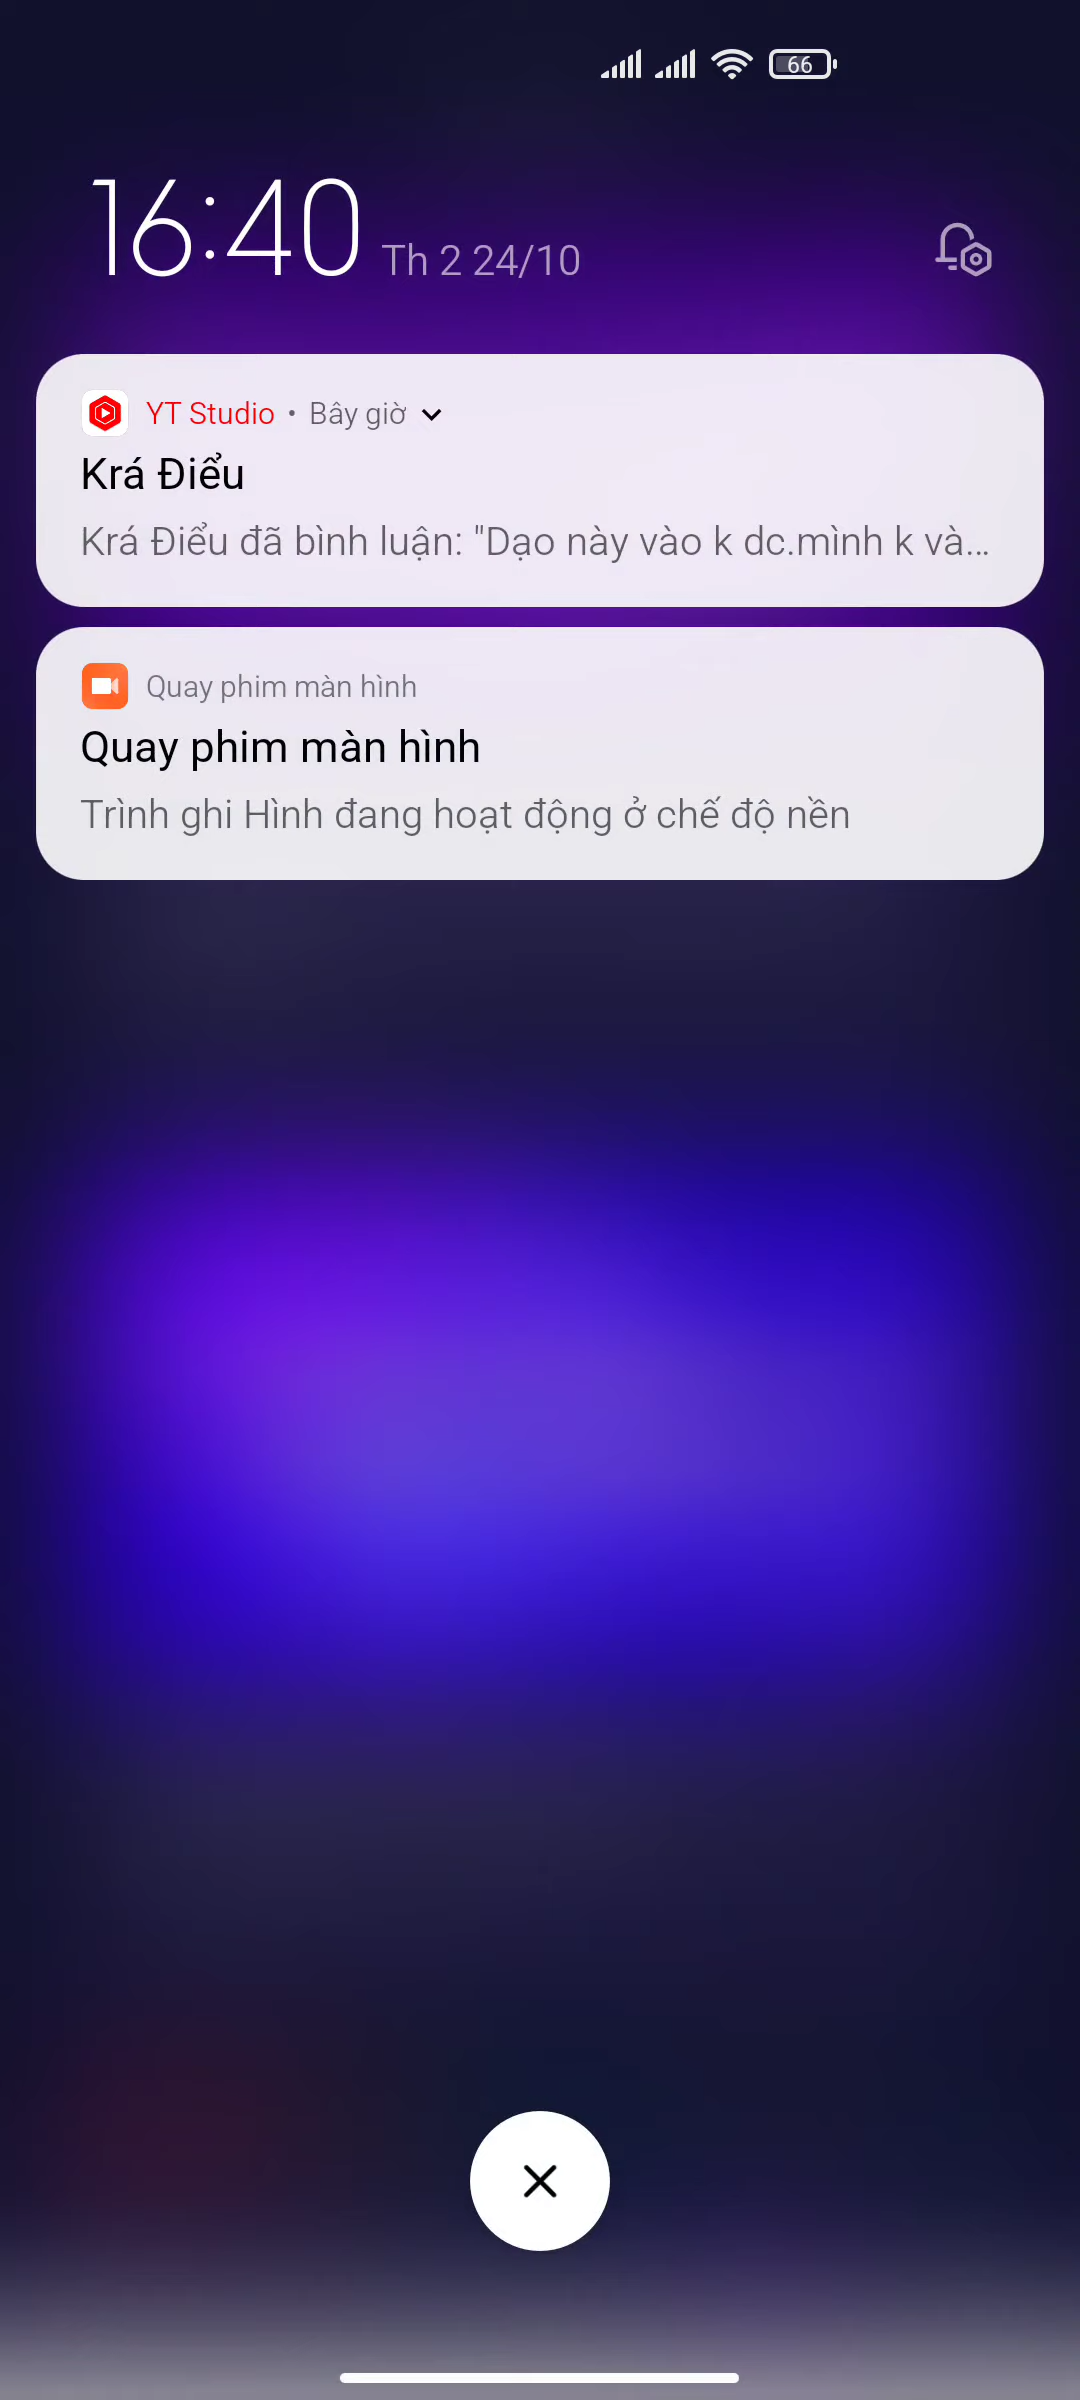 66
16:40 Th 2 24/10
YT Studio • Bây giờ
Krá Điểu
Krá Điểu đã bình luận: "Dạo này vào k dc.mình k và...
Quay phim màn hình
Quay phim màn hình
Trình ghi Hình đang hoạt động ở chế độ nền